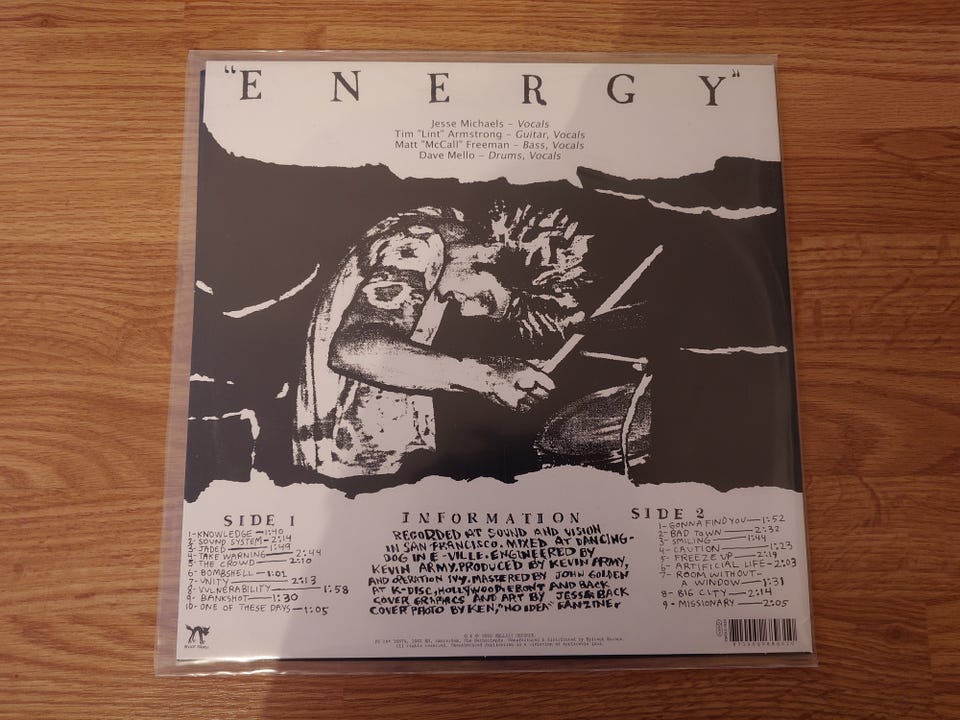 "ENERGY"
Jesse Michaels – Vocals
Tim "Lint" Armstrong – Guitar, Vocals
Matt "McCall" Freeman – Bass, Vocals
Dave Mello – Drums, Vocals
SIDE 1
1-KNOWLEDGE—1:40
2-SOUND SYSTEM-2:14
3-JADED—1:49
4-TAKE WARNING—2:44
5-THE CROWD—2:10
6-BOMBSHELL-1:01
7-UNITY—2:13
8-VULNERABILITY—1:58
9-BANKSHOT—1:30
10-ONE OF THESE DAYS-1:05
INFORMATION
RECORDED AT SOUND AND VISION
IN SAN FRANCISCO. MIXED AT DANCING-
DOG IN E-VILLE. ENGINEERED BY
KEVIN ARMY. PRODUCED BY KEVIN ARMY,
AND OPERATION IVY. MASTERED BY JOHN GOLDEN
AT K-DISC, HOLLYWOOD. FRONT AND BACK
COVER GRAPHICS AND ART BY JESSE. BACK
COVER PHOTO BY KEN, "NO IDEA" FANZINE.
SIDE 2
1-GONNA FIND YOU—1:52
2-BAD TOWN—2:32
3-SMILING—1:44
4-CAUTION—1:23
5-FREEZE UP—2:19
6-ARTIFICIAL LIFE-2:03
7-ROOM WITHOUT-
A WINDOW—1:31
8-BIG CITY—2:14
9-MISSIONARY—2:05